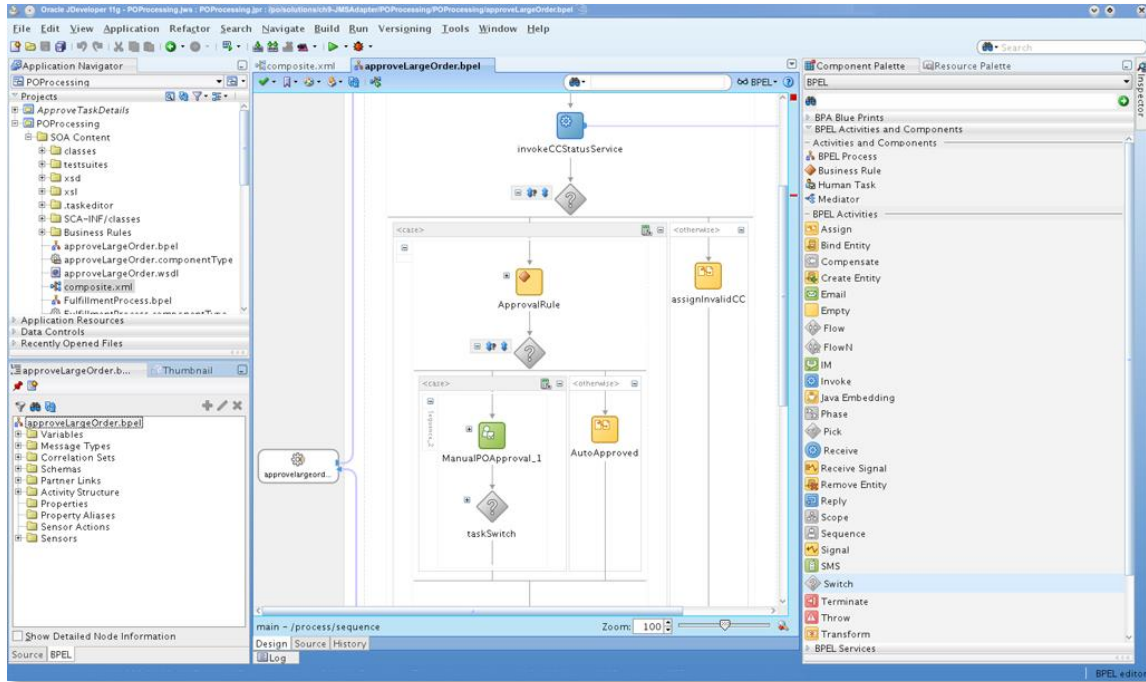 Oracle JDeveloper 11g - POProcessing.jws : POProcessing.jpr : /po/solutions/ch9-JMSAdapter/POProcessing/POProcessing/approveLargeOrder.bpel
File Edit View Application Refactor Search Navigate Build Run Versioning Tools Window Help
Search
Application Navigator
POProcessing
Projects
ApproveTaskDetails
POProcessing
SOA Content
classes
testsuites
xsd
xsl
.taskeditor
SCA-INF/classes
Business Rules
approveLargeOrder.bpel
approveLargeOrder.componentType
approveLargeOrder.wsdl
composite.xml
FulfillmentProcess.bpel
FulfillmentProcess.componentType
Application Resources
Data Controls
Recently Opened Files
approveLargeOrder.b...
Thumbnail
approveLargeOrder.bpel
Variables
Message Types
Correlation Sets
Schemas
Partner Links
Activity Structure
Properties
Property Aliases
Sensor Actions
Sensors
Show Detailed Node Information
Source BPEL
composite.xml
approveLargeOrder.bpel
BPEL
invokeCCStatusService
<case>
<otherwise>
ApprovalRule
assignInvalidCC
<case>
<otherwise>
Sequence_2
ManualPOApproval_1
AutoApproved
approvelargeord...
taskSwitch
main - /process/sequence
Zoom: 100
Design Source History
Log
Component Palette
Resource Palette
BPEL
BPA Blue Prints
BPEL Activities and Components
Activities and Components
BPEL Process
Business Rule
Human Task
Mediator
BPEL Activities
Assign
Bind Entity
Compensate
Create Entity
Email
Empty
Flow
FlowN
IM
Invoke
Java Embedding
Phase
Pick
Receive
Receive Signal
Remove Entity
Reply
Scope
Sequence
Signal
SMS
Switch
Terminate
Throw
Transform
BPEL Services
Inspector
BPEL editor